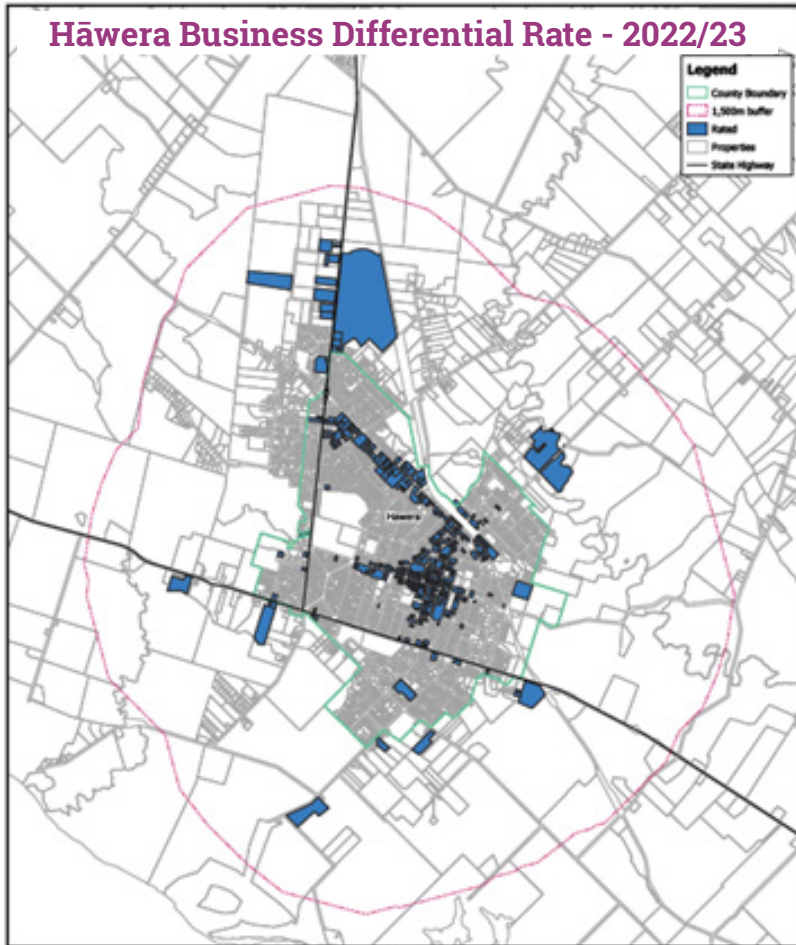 Hāwera Business Differential Rate - 2022/23
Legend
County Boundary
1,500m buffer
Rated
Properties
State Highway
Hāwera